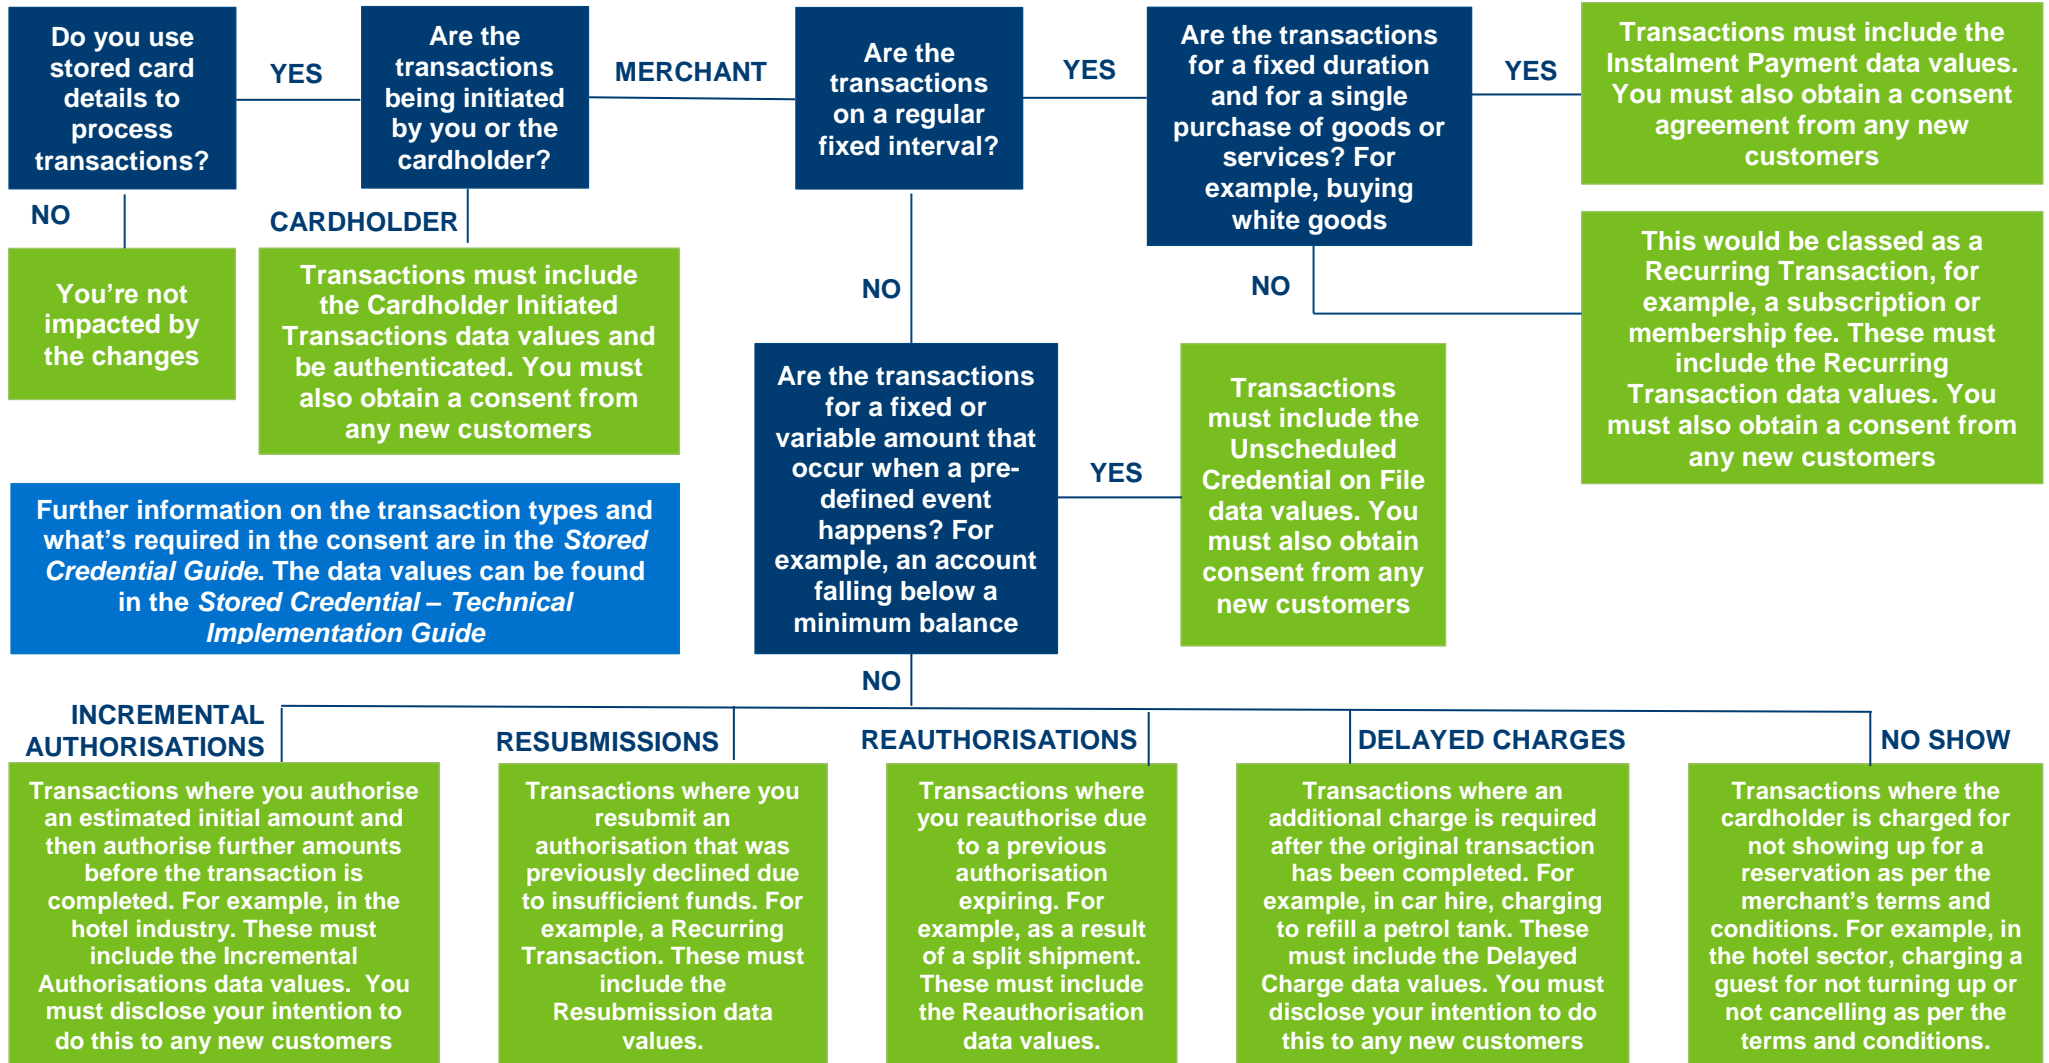 Do you use
stored card
details to
process
transactions?
YES
Are the
transactions
being initiated
by you or the
cardholder?
MERCHANT
Are the
transactions
on a regular
fixed interval?
YES
Are the transactions
for a fixed duration
and for a single
purchase of goods or
services? For
example, buying
white goods
YES
Transactions must include the
Instalment Payment data values.
You must also obtain a consent
agreement from any new
customers
NO
You’re not
impacted by
the changes
CARDHOLDER
Transactions must include
the Cardholder Initiated
Transactions data values and
be authenticated. You must
also obtain a consent from
any new customers
NO
NO
This would be classed as a
Recurring Transaction, for
example, a subscription or
membership fee. These must
include the Recurring
Transaction data values. You
must also obtain a consent from
any new customers
Are the transactions
for a fixed or
variable amount that
occur when a pre-
defined event
happens? For
example, an account
falling below a
minimum balance
YES
Transactions
must include the
Unscheduled
Credential on File
data values. You
must also obtain
consent from any
new customers
Further information on the transaction types and
what’s required in the consent are in the Stored
Credential Guide. The data values can be found
in the Stored Credential – Technical
Implementation Guide
NO
INCREMENTAL
AUTHORISATIONS
Transactions where you authorise
an estimated initial amount and
then authorise further amounts
before the transaction is
completed. For example, in the
hotel industry. These must
include the Incremental
Authorisations data values.  You
must disclose your intention to
do this to any new customers
RESUBMISSIONS
Transactions where you
resubmit an
authorisation that was
previously declined due
to insufficient funds. For
example, a Recurring
Transaction. These must
include the
Resubmission data
values.
REAUTHORISATIONS
Transactions where
you reauthorise due
to a previous
authorisation
expiring. For
example, as a result
of a split shipment.
These must include
the Reauthorisation
data values.
DELAYED CHARGES
Transactions where an
additional charge is required
after the original transaction
has been completed. For
example, in car hire, charging
to refill a petrol tank. These
must include the Delayed
Charge data values. You must
disclose your intention to do
this to any new customers
NO SHOW
Transactions where the
cardholder is charged for
not showing up for a
reservation as per the
merchant’s terms and
conditions. For example, in
the hotel sector, charging a
guest for not turning up or
not cancelling as per the
terms and conditions.